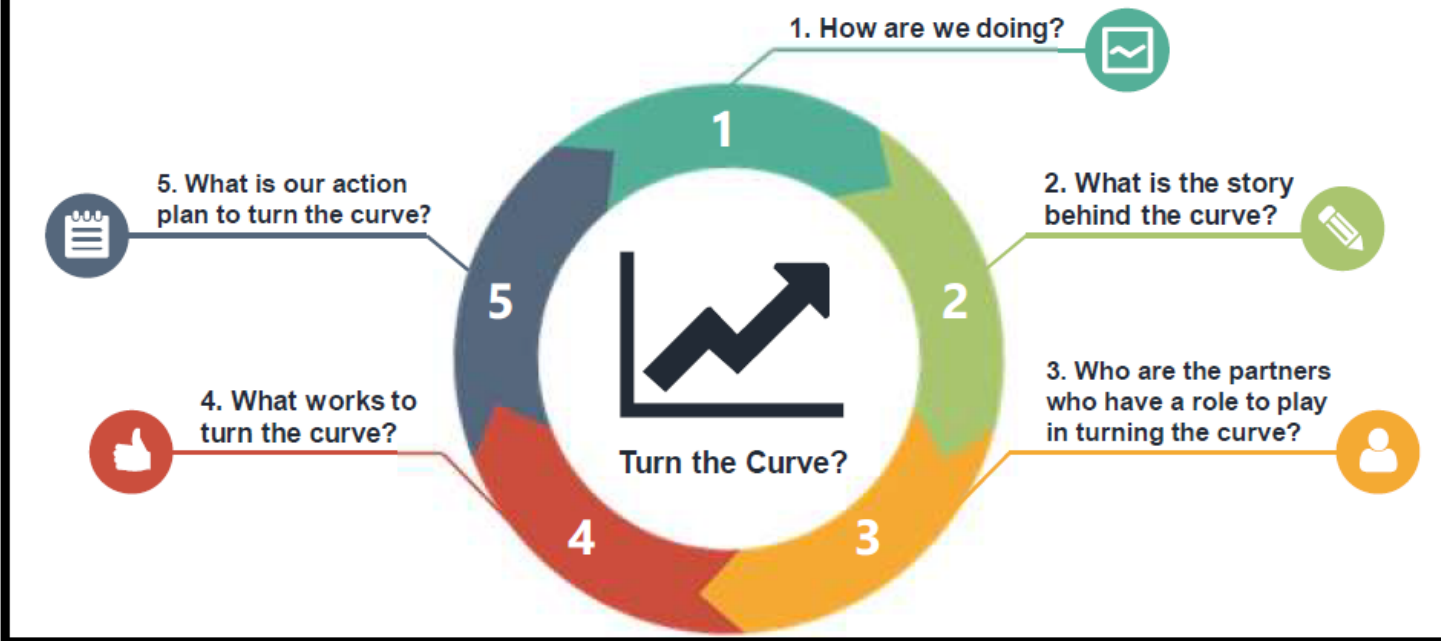 1. How are we doing?
1
2. What is the story
behind the curve?
2
3. Who are the partners
who have a role to play
in turning the curve?
3
4. What works to
turn the curve?
4
5. What is our action
plan to turn the curve?
5
Turn the Curve?